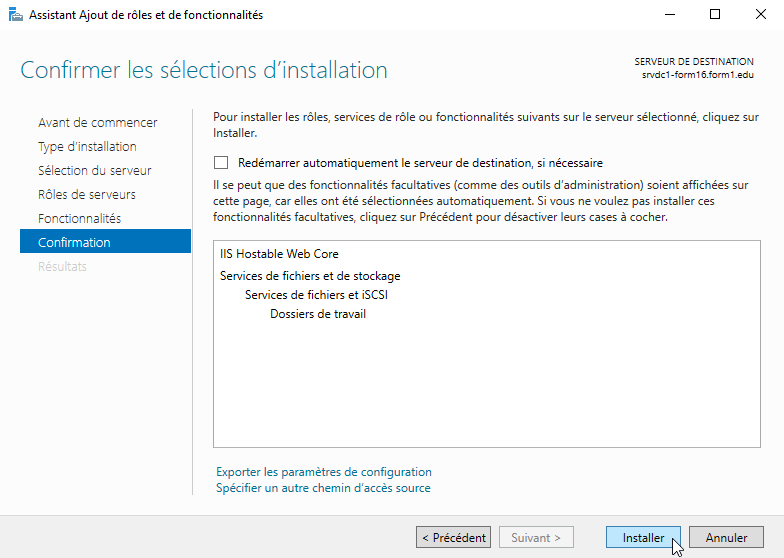 Assistant Ajout de rôles et de fonctionnalités
Confirmer les sélections d’installation
SERVEUR DE DESTINATION
srvdc1-form16.form1.edu
Avant de commencer
Type d’installation
Sélection du serveur
Rôles de serveurs
Fonctionnalités
Confirmation
Résultats
Pour installer les rôles, services de rôle ou fonctionnalités suivants sur le serveur sélectionné, cliquez sur
Installer.
Redémarrer automatiquement le serveur de destination, si nécessaire
Il se peut que des fonctionnalités facultatives (comme des outils d’administration) soient affichées sur
cette page, car elles ont été sélectionnées automatiquement. Si vous ne voulez pas installer ces
fonctionnalités facultatives, cliquez sur Précédent pour désactiver leurs cases à cocher.
IIS Hostable Web Core
Services de fichiers et de stockage
Services de fichiers et iSCSI
Dossiers de travail
Exporter les paramètres de configuration
Spécifier un autre chemin d’accès source
< Précédent
Suivant >
Installer
Annuler